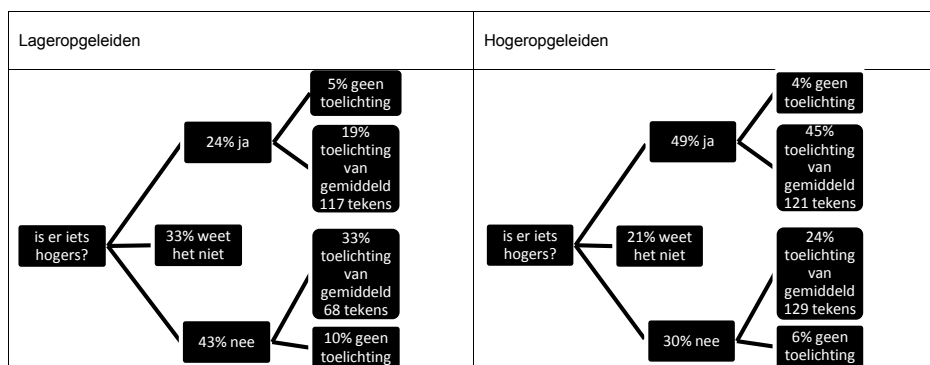 Lageropgeleiden
5% geen
toelichting
24% ja
19%
toelichting
van
gemiddeld
117 tekens
is er iets
hogers?
33% weet
het niet
33%
toelichting
van
gemiddeld
68 tekens
43% nee
10% geen
toelichting
Hogeropgeleiden
4% geen
toelichting
49% ja
45%
toelichting
van
gemiddeld
121 tekens
is er iets
hogers?
21% weet
het niet
24%
toelichting
van
gemiddeld
129 tekens
30% nee
6% geen
toelichting